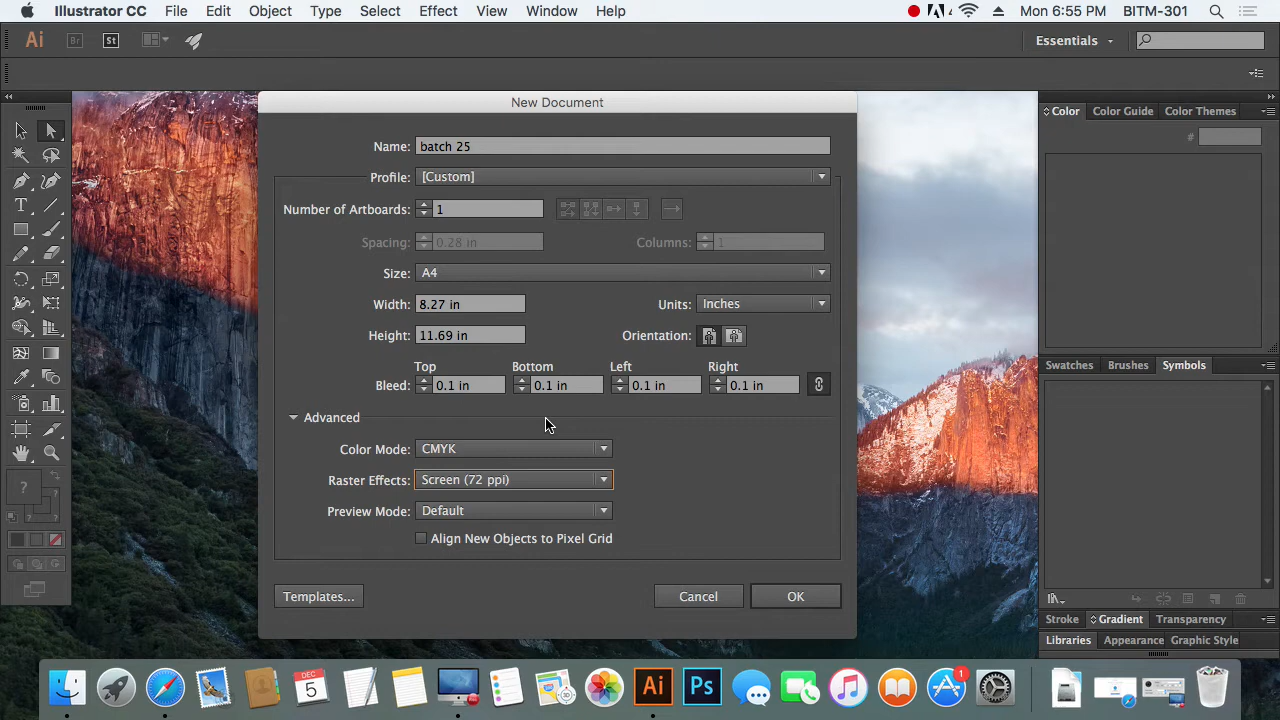 Illustrator CC File Edit Object Type Select Effect View Window Help 4 Mon 6:55 PM BITM-301
Ai Br St Essentials
New Document
Color Color Guide Color Themes
#
Name: batch 25
Profile: [Custom]
Number of Artboards: 1
Spacing: 0.28 in Columns: 1
Size: A4
Width: 8.27 in Units: Inches
Height: 11.69 in Orientation:
Top Bottom Left Right
Bleed: 0.1 in 0.1 in 0.1 in 0.1 in
Swatches Brushes Symbols
Advanced
Color Mode: CMYK
Raster Effects: Screen (72 ppi)
Preview Mode: Default
Align New Objects to Pixel Grid
Templates... Cancel OK
T
?
?
Stroke Gradient Transparency
Libraries Appearance Graphic Style
DEC
5
Ai Ps 1